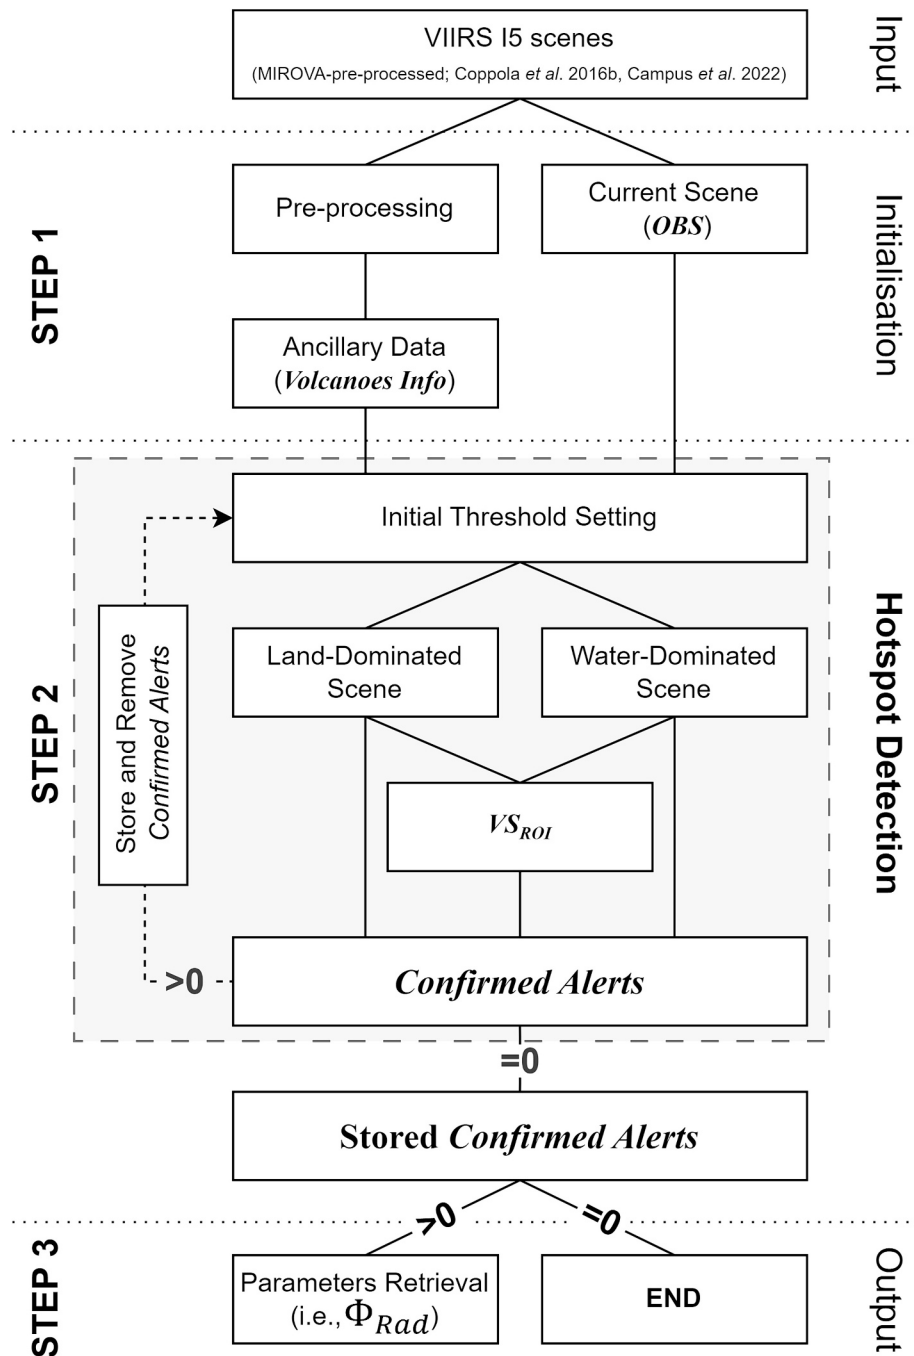 VIIRS I5 scenes
(MIROVA-pre-processed; Coppola et al. 2016b, Campus et al. 2022)
Input
STEP 1
Initialisation
Pre-processing
Current Scene
(OBS)
Ancillary Data
(Volcanoes Info)
STEP 2
Hotspot Detection
Initial Threshold Setting
Land-Dominated
Scene
Water-Dominated
Scene
Store and Remove
Confirmed Alerts
VS_ROI
>0
Confirmed Alerts
=0
Stored Confirmed Alerts
>0
=0
STEP 3
Output
Parameters Retrieval
(i.e., Φ_Rad)
END